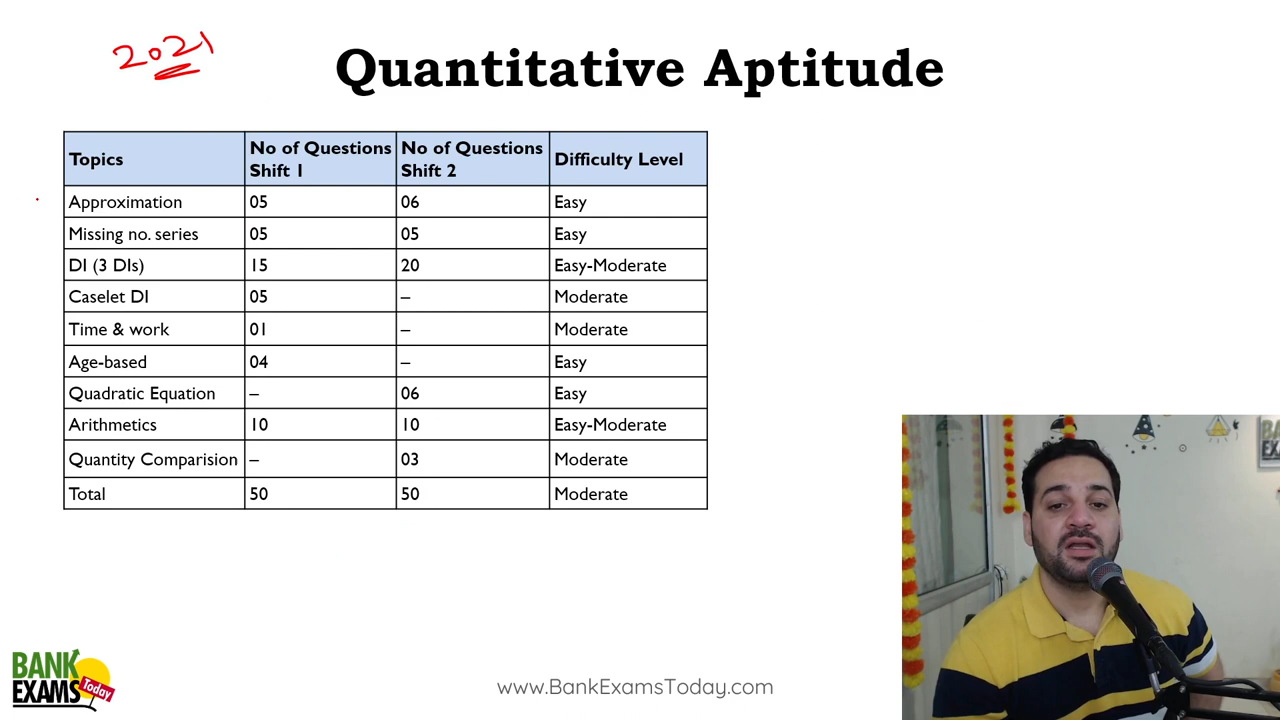 2021
Quantitative Aptitude
Topics No of Questions Shift 1 No of Questions Shift 2 Difficulty Level
Approximation 05 06 Easy
Missing no. series 05 05 Easy
DI (3 DIs) 15 20 Easy-Moderate
Caselet DI 05 – Moderate
Time & work 01 – Moderate
Age-based 04 – Easy
Quadratic Equation – 06 Easy
Arithmetics 10 10 Easy-Moderate
Quantity Comparision – 03 Moderate
Total 50 50 Moderate
BANK
EXAMS Today
www.BankExamsToday.com